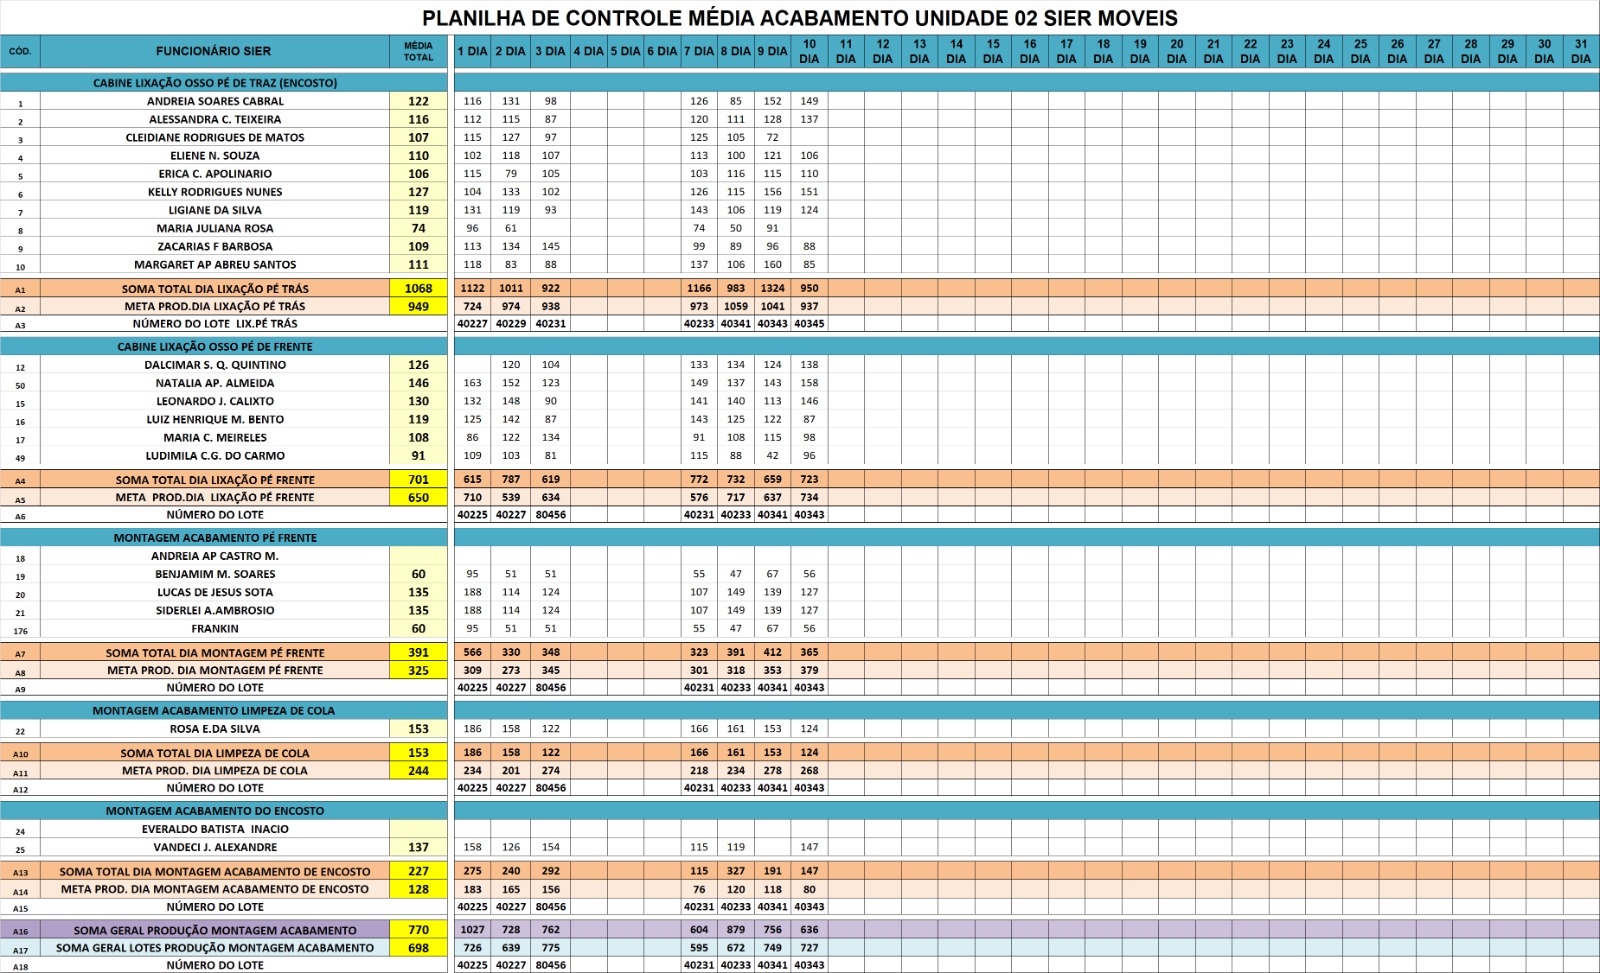 PLANILHA DE CONTROLE MÉDIA ACABAMENTO UNIDADE 02 SIER MOVEIS
CÓD. FUNCIONÁRIO SIER MÉDIA TOTAL 1 DIA 2 DIA 3 DIA 4 DIA 5 DIA 6 DIA 7 DIA 8 DIA 9 DIA 10 DIA 11 DIA 12 DIA 13 DIA 14 DIA 15 DIA 16 DIA 17 DIA 18 DIA 19 DIA 20 DIA 21 DIA 22 DIA 23 DIA 24 DIA 25 DIA 26 DIA 27 DIA 28 DIA 29 DIA 30 DIA 31 DIA
CABINE LIXAÇÃO OSSO PÉ DE TRAZ (ENCOSTO)
1 ANDREIA SOARES CABRAL 122 116 131 98 126 85 152 149
2 ALESSANDRA C. TEIXEIRA 116 112 115 87 120 111 128 137
3 CLEIDIANE RODRIGUES DE MATOS 107 115 127 97 125 105 72
4 ELIENE N. SOUZA 110 102 118 107 113 100 121 106
5 ERICA C. APOLINARIO 106 115 79 105 103 116 115 110
6 KELLY RODRIGUES NUNES 127 104 133 102 126 115 156 151
7 LIGIANE DA SILVA 119 131 119 93 143 106 119 124
8 MARIA JULIANA ROSA 74 96 61 74 50 91
9 ZACARIAS F BARBOSA 109 113 134 145 99 89 96 88
10 MARGARET AP ABREU SANTOS 111 118 83 88 137 106 160 85
A1 SOMA TOTAL DIA LIXAÇÃO PÉ TRÁS 1068 1122 1011 922 1166 983 1324 950
A2 META PROD.DIA LIXAÇÃO PÉ TRÁS 949 724 974 938 973 1059 1041 937
A3 NÚMERO DO LOTE LIX.PÉ TRÁS 40227 40229 40231 40233 40341 40343 40345
CABINE LIXAÇÃO OSSO PÉ DE FRENTE
12 DALCIMAR S. Q. QUINTINO 126 120 104 133 134 124 138
50 NATALIA AP. ALMEIDA 146 163 152 123 149 137 143 158
15 LEONARDO J. CALIXTO 130 132 148 90 141 140 113 146
16 LUIZ HENRIQUE M. BENTO 119 125 142 87 143 125 122 87
17 MARIA C. MEIRELES 108 86 122 134 91 108 115 98
49 LUDIMILA C.G. DO CARMO 91 109 103 81 115 88 42 96
A4 SOMA TOTAL DIA LIXAÇÃO PÉ FRENTE 701 615 787 619 772 732 659 723
A5 META PROD.DIA LIXAÇÃO PÉ FRENTE 650 710 539 634 576 717 637 734
A6 NÚMERO DO LOTE 40225 40227 80456 40231 40233 40341 40343
MONTAGEM ACABAMENTO PÉ FRENTE
18 ANDREIA AP CASTRO M.
19 BENJAMIM M. SOARES 60 95 51 51 55 47 67 56
20 LUCAS DE JESUS SOTA 135 188 114 124 107 149 139 127
21 SIDERLEI A.AMBROSIO 135 188 114 124 107 149 139 127
176 FRANKIN 60 95 51 51 55 47 67 56
A7 SOMA TOTAL DIA MONTAGEM PÉ FRENTE 391 566 330 348 323 391 412 365
A8 META PROD. DIA MONTAGEM PÉ FRENTE 325 309 273 345 301 318 353 379
A9 NÚMERO DO LOTE 40225 40227 80456 40231 40233 40341 40343
MONTAGEM ACABAMENTO LIMPEZA DE COLA
22 ROSA E.DA SILVA 153 186 158 122 166 161 153 124
A10 SOMA TOTAL DIA LIMPEZA DE COLA 153 186 158 122 166 161 153 124
A11 META PROD. DIA LIMPEZA DE COLA 244 234 201 274 218 234 278 268
A12 NÚMERO DO LOTE 40225 40227 80456 40231 40233 40341 40343
MONTAGEM ACABAMENTO DO ENCOSTO
24 EVERALDO BATISTA INACIO
25 VANDECI J. ALEXANDRE 137 158 126 154 115 119 147
A13 SOMA TOTAL DIA MONTAGEM ACABAMENTO DE ENCOSTO 227 275 240 292 115 327 191 147
A14 META PROD. DIA MONTAGEM ACABAMENTO DE ENCOSTO 128 183 165 156 76 120 118 80
A15 NÚMERO DO LOTE 40225 40227 80456 40231 40233 40341 40343
A16 SOMA GERAL PRODUÇÃO MONTAGEM ACABAMENTO 770 1027 728 762 604 879 756 636
A17 SOMA GERAL LOTES PRODUÇÃO MONTAGEM ACABAMENTO 698 726 639 775 595 672 749 727
A18 NÚMERO DO LOTE 40225 40227 80456 40231 40233 40341 40343